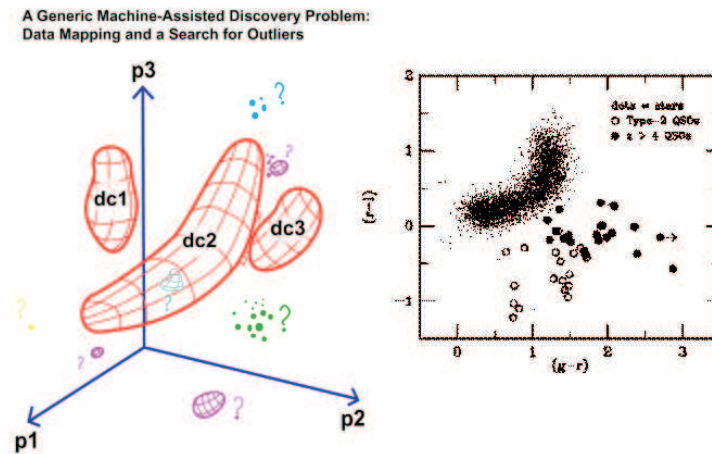 A Generic Machine-Assisted Discovery Problem:
Data Mapping and a Search for Outliers
p3
?
?
dc1
dc2
dc3
?
?
?
?
?
p1
p2
2
1
0
-1
(r-i)
dots = stars
Type-2 QSOs
z > 4 QSOs
0
1
2
3
(g-r)